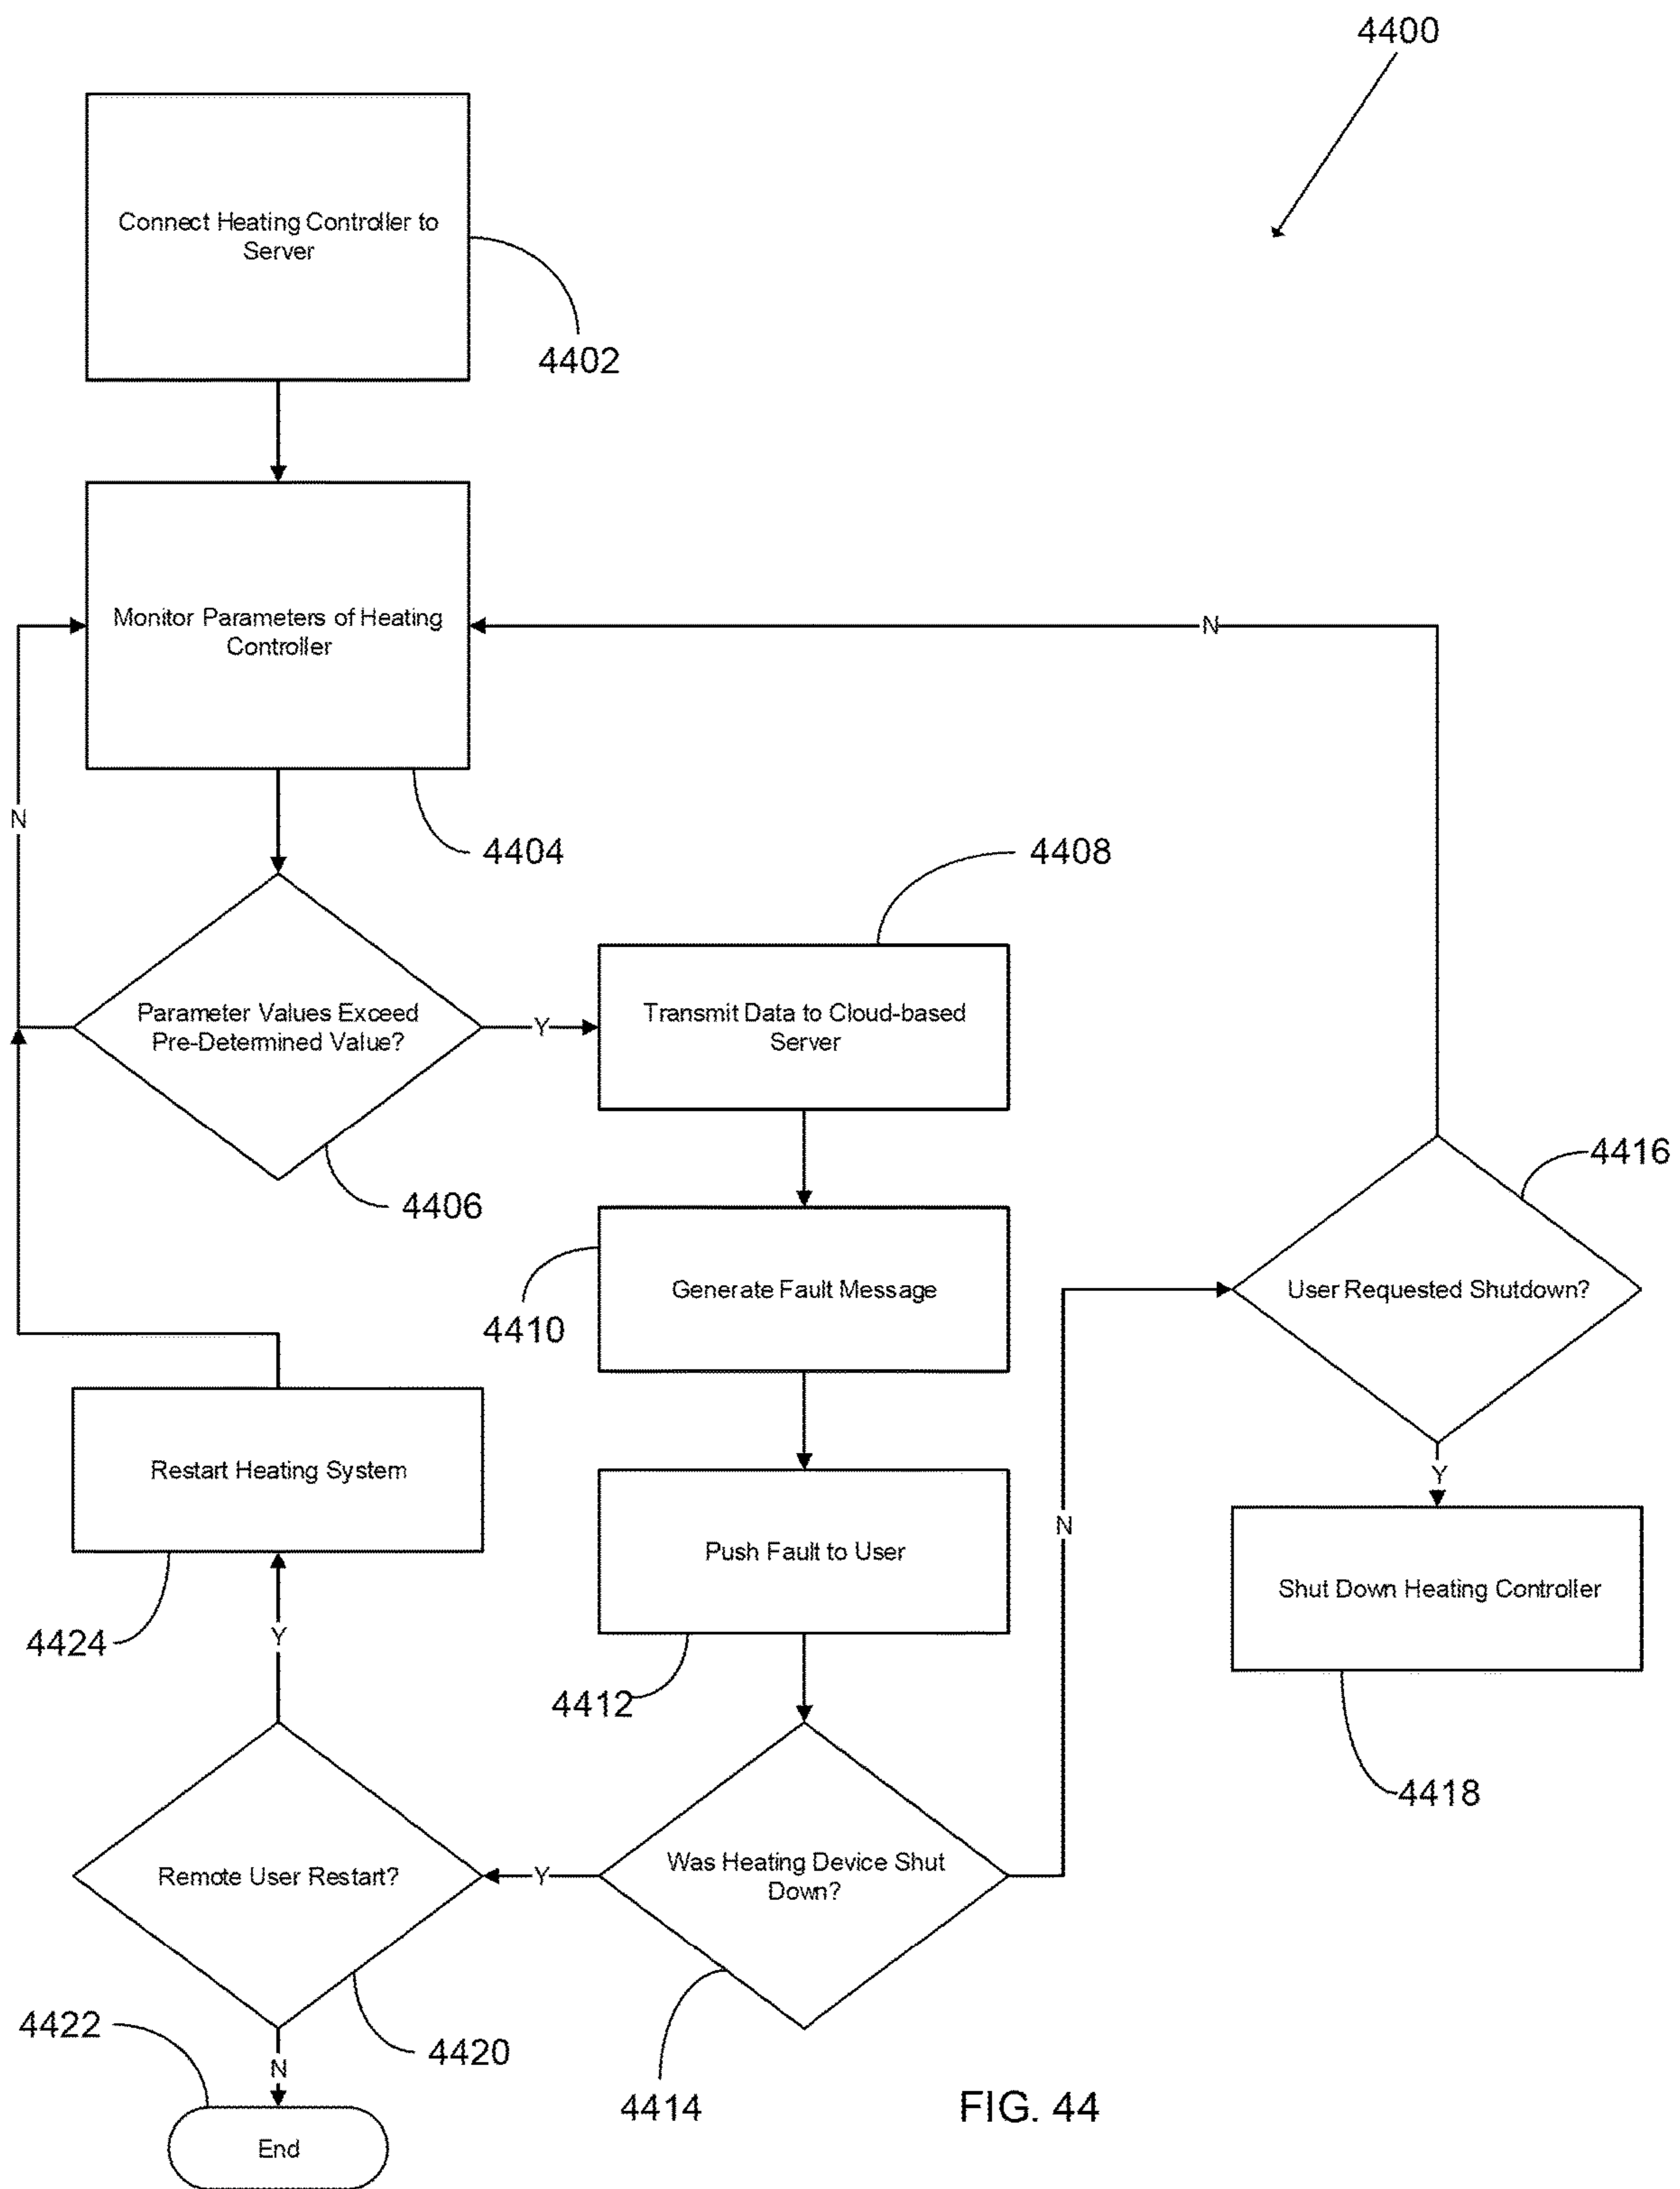 4400
Connect Heating Controller to
Server
4402
Monitor Parameters of Heating
Controller
N
N
4404
4408
Parameter Values Exceed
Pre-Determined Value?
Y
Transmit Data to Cloud-based
Server
4406
4416
Generate Fault Message
4410
User Requested Shutdown?
Restart Heating System
Y
Push Fault to User
N
Shut Down Heating Controller
4424
Y
4412
4418
Remote User Restart?
Y
Was Heating Device Shut
Down?
4422
4420
N
4414
FIG. 44
End